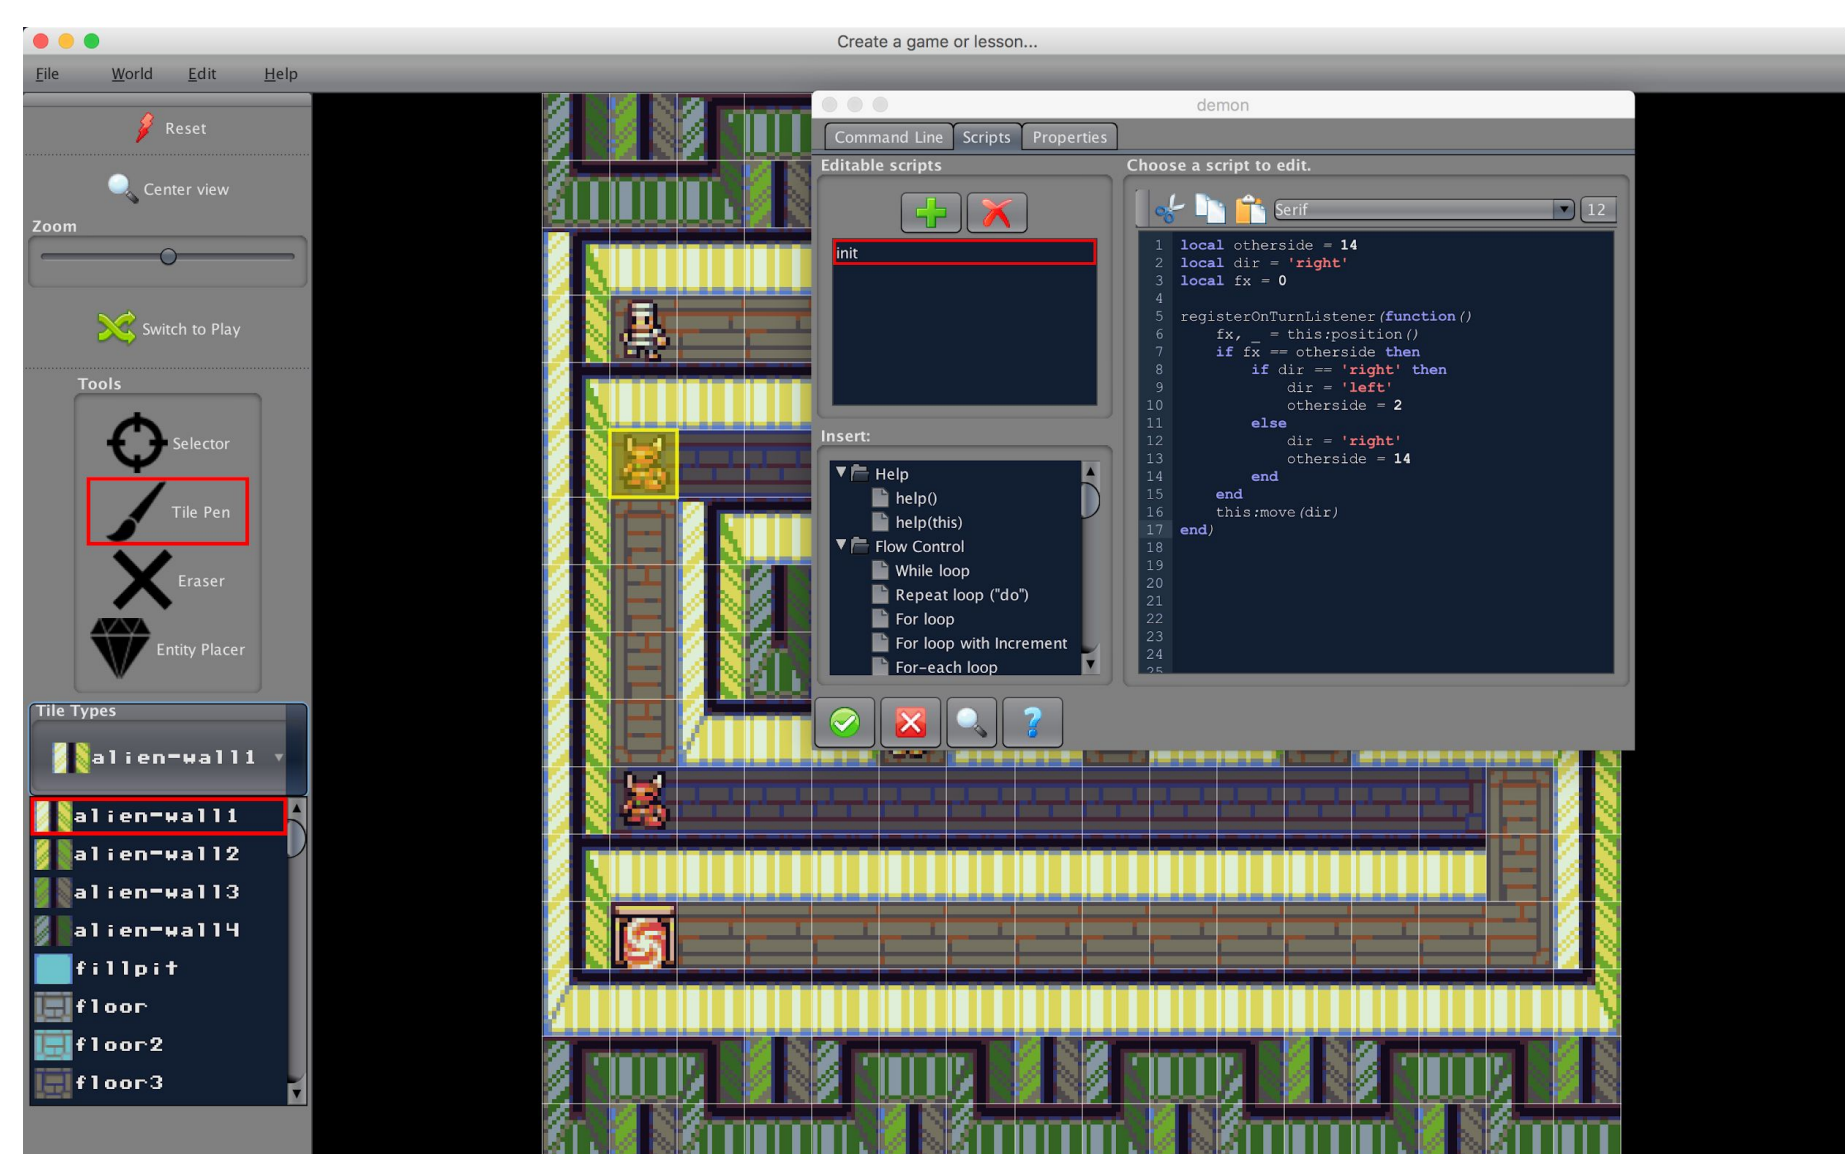 Create a game or lesson...
File World Edit Help
Reset
Center view
Zoom
Switch to Play
Tools
Selector
Tile Pen
Eraser
Entity Placer
Tile Types
alien-wall1
alien-wall1
alien-wall2
alien-wall3
alien-wall4
fillpit
floor
floor2
floor3
demon
Command Line Scripts Properties
Editable scripts
init
Insert:
Help
help()
help(this)
Flow Control
While loop
Repeat loop ("do")
For loop
For loop with Increment
For-each loop
Choose a script to edit.
Serif 12
1 local otherside = 14
2 local dir = 'right'
3 local fx = 0
4
5 registerOnTurnListener(function()
6 fx, _ = this:position()
7 if fx == otherside then
8 if dir == 'right' then
9 dir = 'left'
10 otherside = 2
11 else
12 dir = 'right'
13 otherside = 14
14 end
15 end
16 this:move(dir)
17 end)
18
19
20
21
22
23
24
25